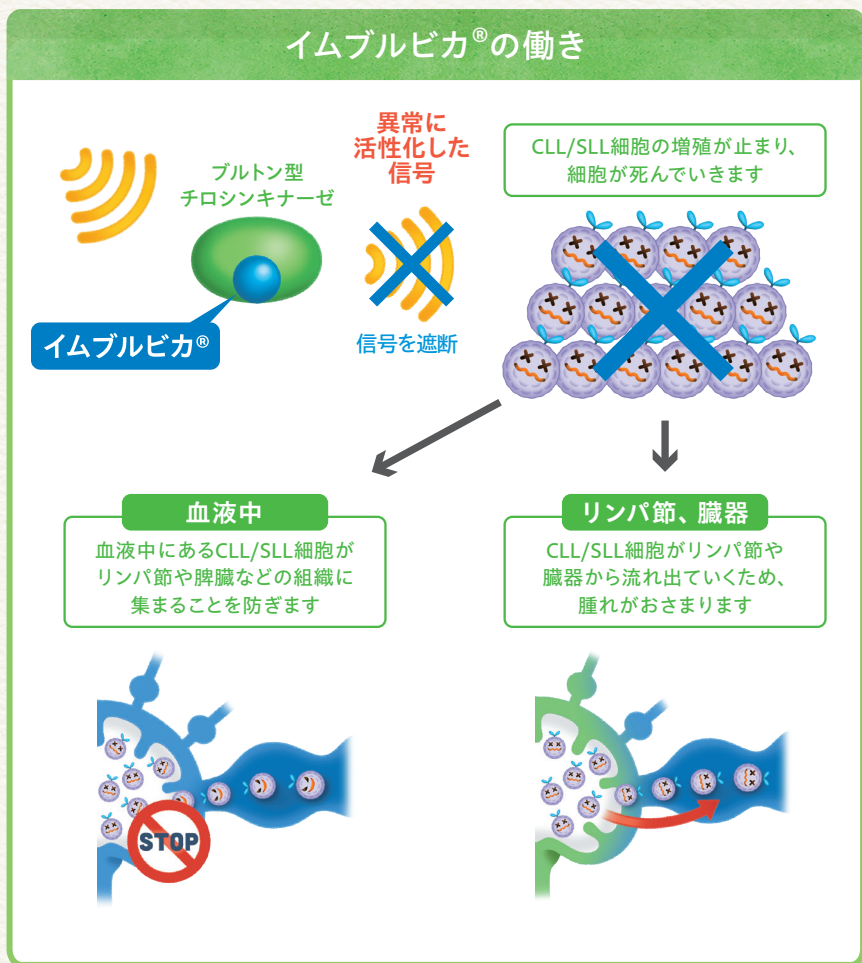 イムブルビカ®の働き
ブルトン型
チロシンキナーゼ
イムブルビカ®
異常に
活性化した
信号
信号を遮断
CLL/SLL細胞の増殖が止まり、
細胞が死んでいきます
血液中
血液中にあるCLL/SLL細胞が
リンパ節や脾臓などの組織に
集まることを防ぎます
STOP
リンパ節、臓器
CLL/SLL細胞がリンパ節や
臓器から流れ出ていくため、
腫れがおさまります